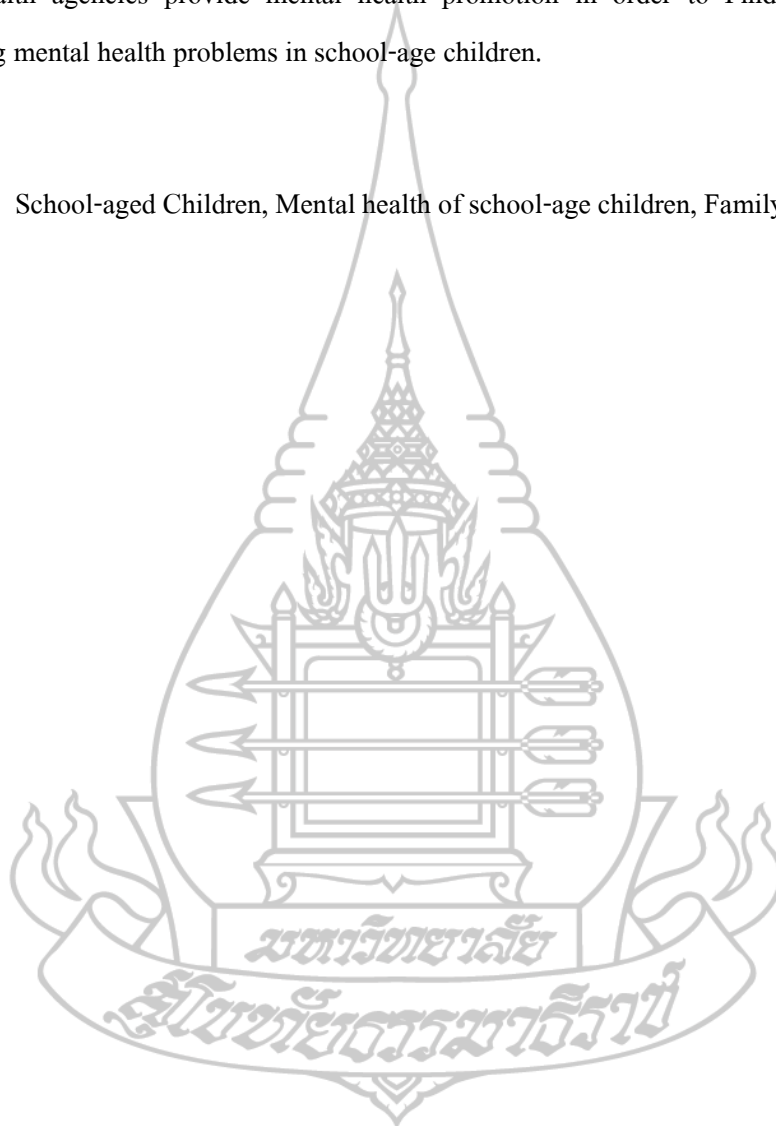 alth agencies provide mental health promotion in order to Find
g mental health problems in school-age children.
School-aged Children, Mental health of school-age children, Family
มหาวิทยาลัย
สุโขทัยธรรมาธิราช